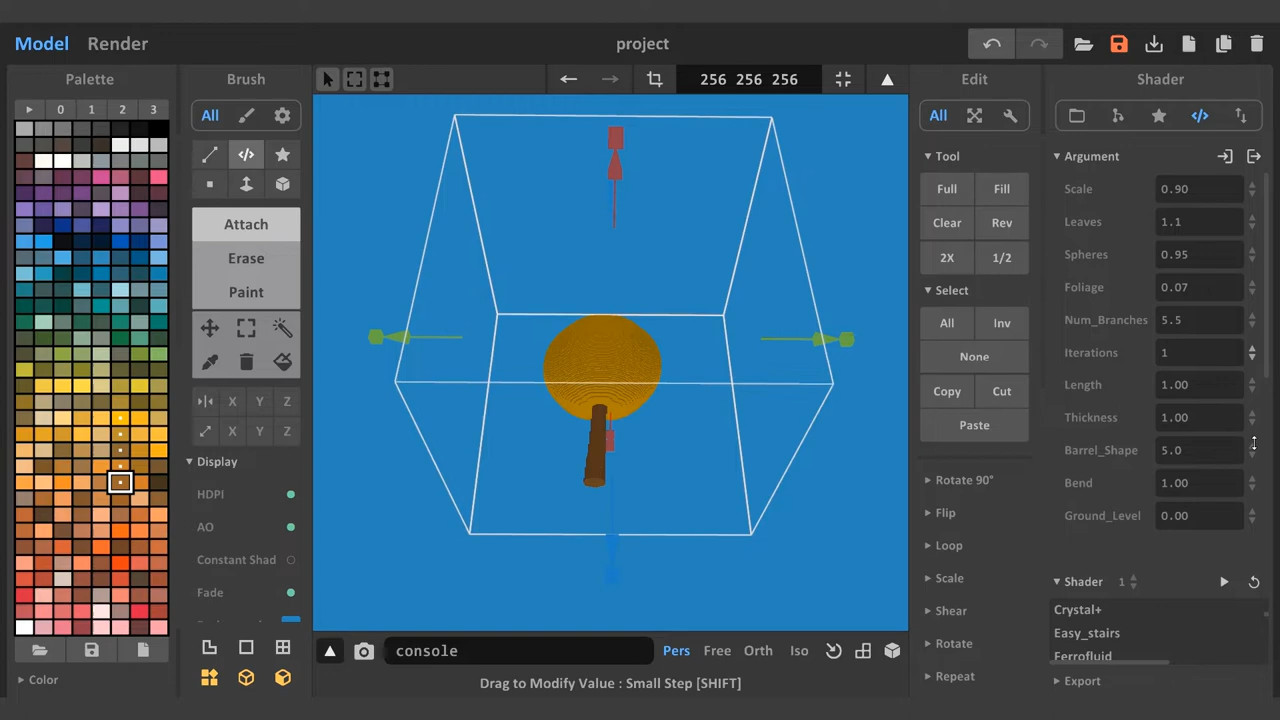 Model Render project
Palette Brush 256 256 256 Edit Shader
0 1 2 3 All All
Tool Argument
Full Fill Scale 0.90
Attach Clear Rev Leaves 1.1
Erase 2X 1/2 Spheres 0.95
Paint Select Foliage 0.07
All Inv Num_Branches 5.5
None Iterations 1
Copy Cut Length 1.00
X Y Z Paste Thickness 1.00
X Y Z Barrel_Shape 5.0
Display Rotate 90° Bend 1.00
HDPI Flip Ground_Level 0.00
AO Loop
Constant Shad Scale Shader 1
Fade Shear Crystal+
Rotate Easy_stairs
console Pers Free Orth Iso Ferrofluid
Color Drag to Modify Value : Small Step [SHIFT] Repeat Export